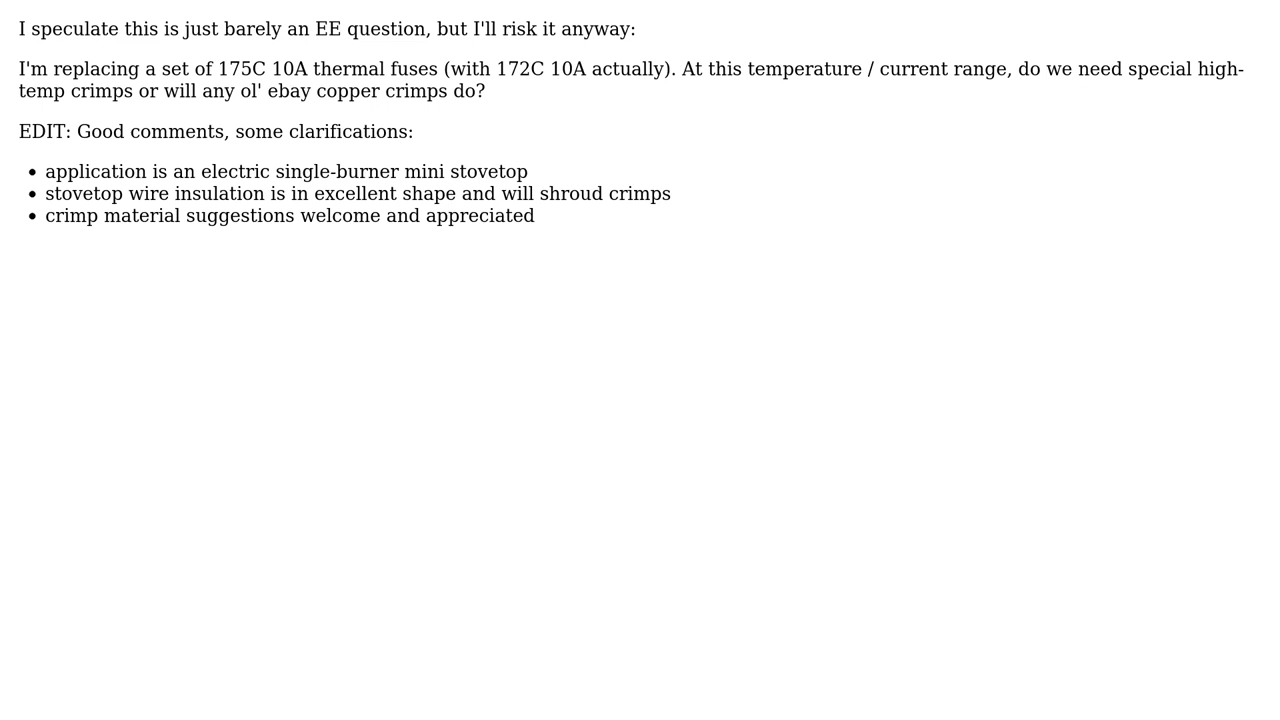 I speculate this is just barely an EE question, but I'll risk it anyway:
I'm replacing a set of 175C 10A thermal fuses (with 172C 10A actually). At this temperature / current range, do we need special high-
temp crimps or will any ol' ebay copper crimps do?
EDIT: Good comments, some clarifications:
• application is an electric single-burner mini stovetop
• stovetop wire insulation is in excellent shape and will shroud crimps
• crimp material suggestions welcome and appreciated